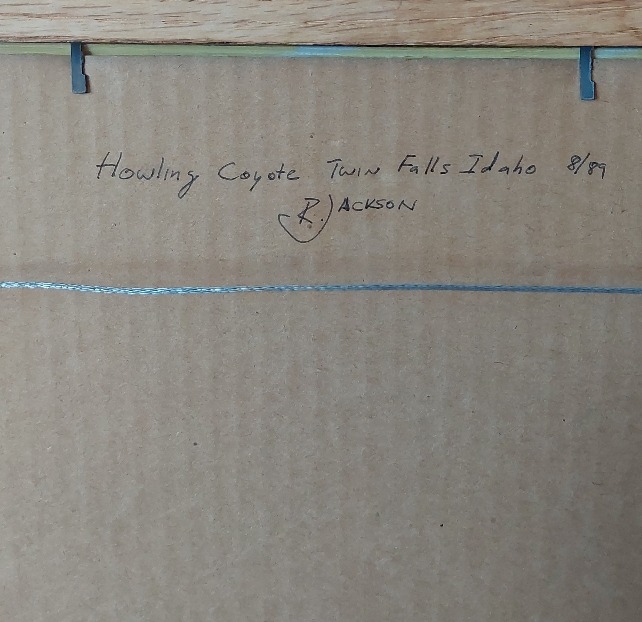 Howling Coyote Twin Falls Idaho 8/89
R. JACKSON